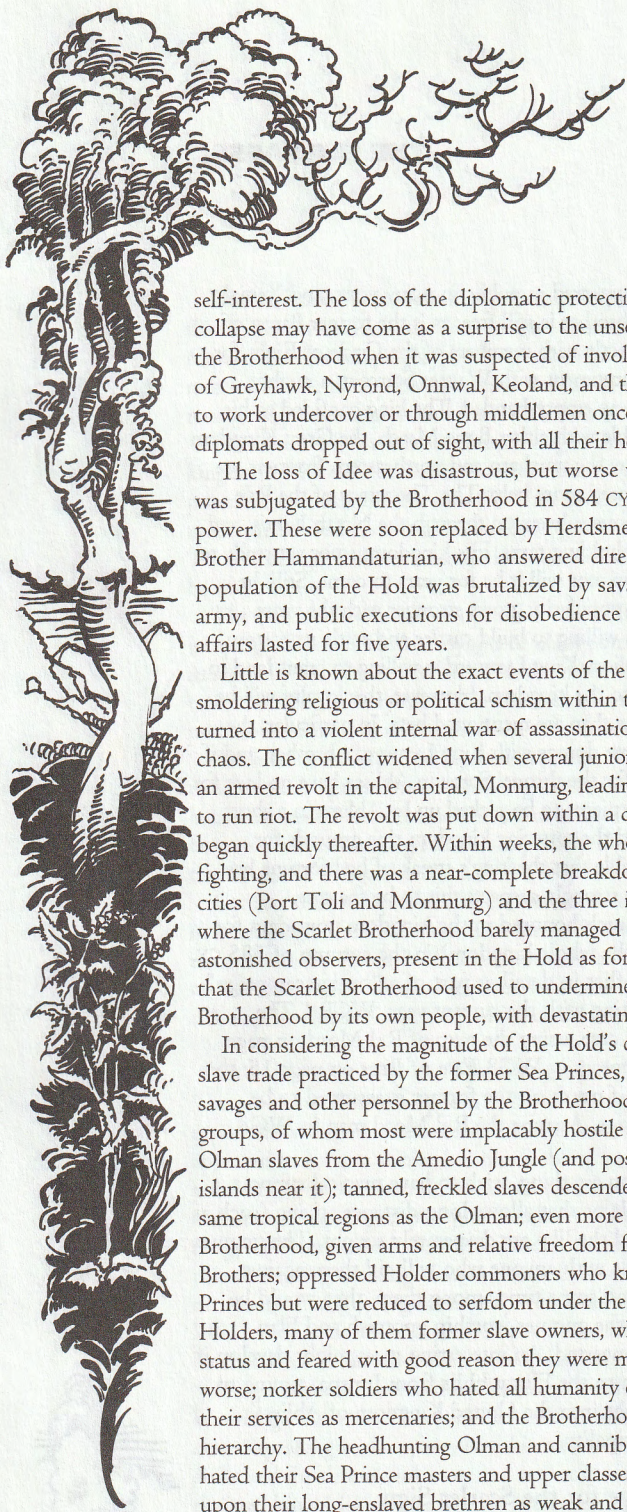 self-interest. The loss of the diplomatic protecti
collapse may have come as a surprise to the unse
the Brotherhood when it was suspected of invol
of Greyhawk, Nyrond, Onnwal, Keoland, and th
to work undercover or through middlemen once
diplomats dropped out of sight, with all their h
The loss of Idee was disastrous, but worse w
was subjugated by the Brotherhood in 584 CY
power. These were soon replaced by Herdsme
Brother Hammandaturian, who answered dire
population of the Hold was brutalized by sav
army, and public executions for disobedience
affairs lasted for five years.
Little is known about the exact events of the
smoldering religious or political schism within t
turned into a violent internal war of assassinatio
chaos. The conflict widened when several junior
an armed revolt in the capital, Monmurg, leadin
to run riot. The revolt was put down within a d
began quickly thereafter. Within weeks, the who
fighting, and there was a near-complete breakdo
cities (Port Toli and Monmurg) and the three i
where the Scarlet Brotherhood barely managed
astonished observers, present in the Hold as for
that the Scarlet Brotherhood used to undermine
Brotherhood by its own people, with devastatin
In considering the magnitude of the Hold's c
slave trade practiced by the former Sea Princes,
savages and other personnel by the Brotherhood
groups, of whom most were implacably hostile
Olman slaves from the Amedio Jungle (and pos
islands near it); tanned, freckled slaves descende
same tropical regions as the Olman; even more
Brotherhood, given arms and relative freedom f
Brothers; oppressed Holder commoners who kn
Princes but were reduced to serfdom under the
Holders, many of them former slave owners, wh
status and feared with good reason they were m
worse; norker soldiers who hated all humanity
their services as mercenaries; and the Brotherho
hierarchy. The headhunting Olman and cannib
hated their Sea Prince masters and upper classe
upon their long-enslaved brethren as weak and